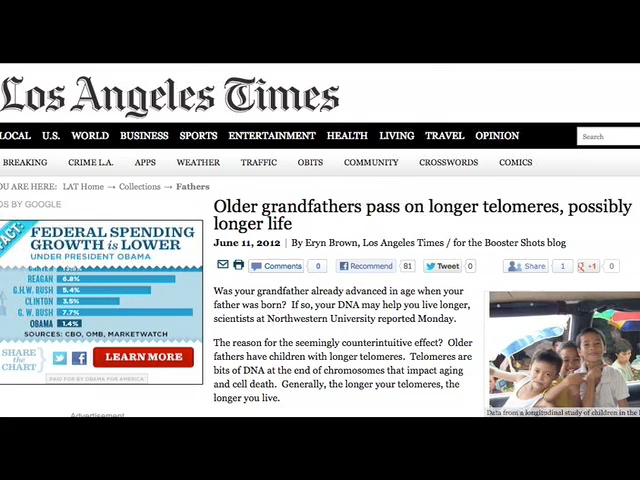 Los Angeles Times
LOCAL U.S. WORLD BUSINESS SPORTS ENTERTAINMENT HEALTH LIVING TRAVEL OPINION
Search
BREAKING CRIME L.A. APPS WEATHER TRAFFIC OBITS COMMUNITY CROSSWORDS COMICS
YOU ARE HERE: LAT Home → Collections → Fathers
ADS BY GOOGLE
FACT:
FEDERAL SPENDING
GROWTH is LOWER
UNDER PRESIDENT OBAMA
REAGAN 6.8%
G.H.W. BUSH 5.4%
CLINTON 3.5%
G. W. BUSH 7.7%
OBAMA 1.4%
SOURCES: CBO, OMB, MARKETWATCH
SHARE
the
CHART
LEARN MORE
PAID FOR BY OBAMA FOR AMERICA
Advertisement
Older grandfathers pass on longer telomeres, possibly
longer life
June 11, 2012 | By Eryn Brown, Los Angeles Times / for the Booster Shots blog
Comments 0 Recommend 81 Tweet 0 Share 1 +1 0
Was your grandfather already advanced in age when your
father was born? If so, your DNA may help you live longer,
scientists at Northwestern University reported Monday.
The reason for the seemingly counterintuitive effect? Older
fathers have children with longer telomeres. Telomeres are
bits of DNA at the end of chromosomes that impact aging
and cell death. Generally, the longer your telomeres, the
longer you live.
Data from a longitudinal study of children in the